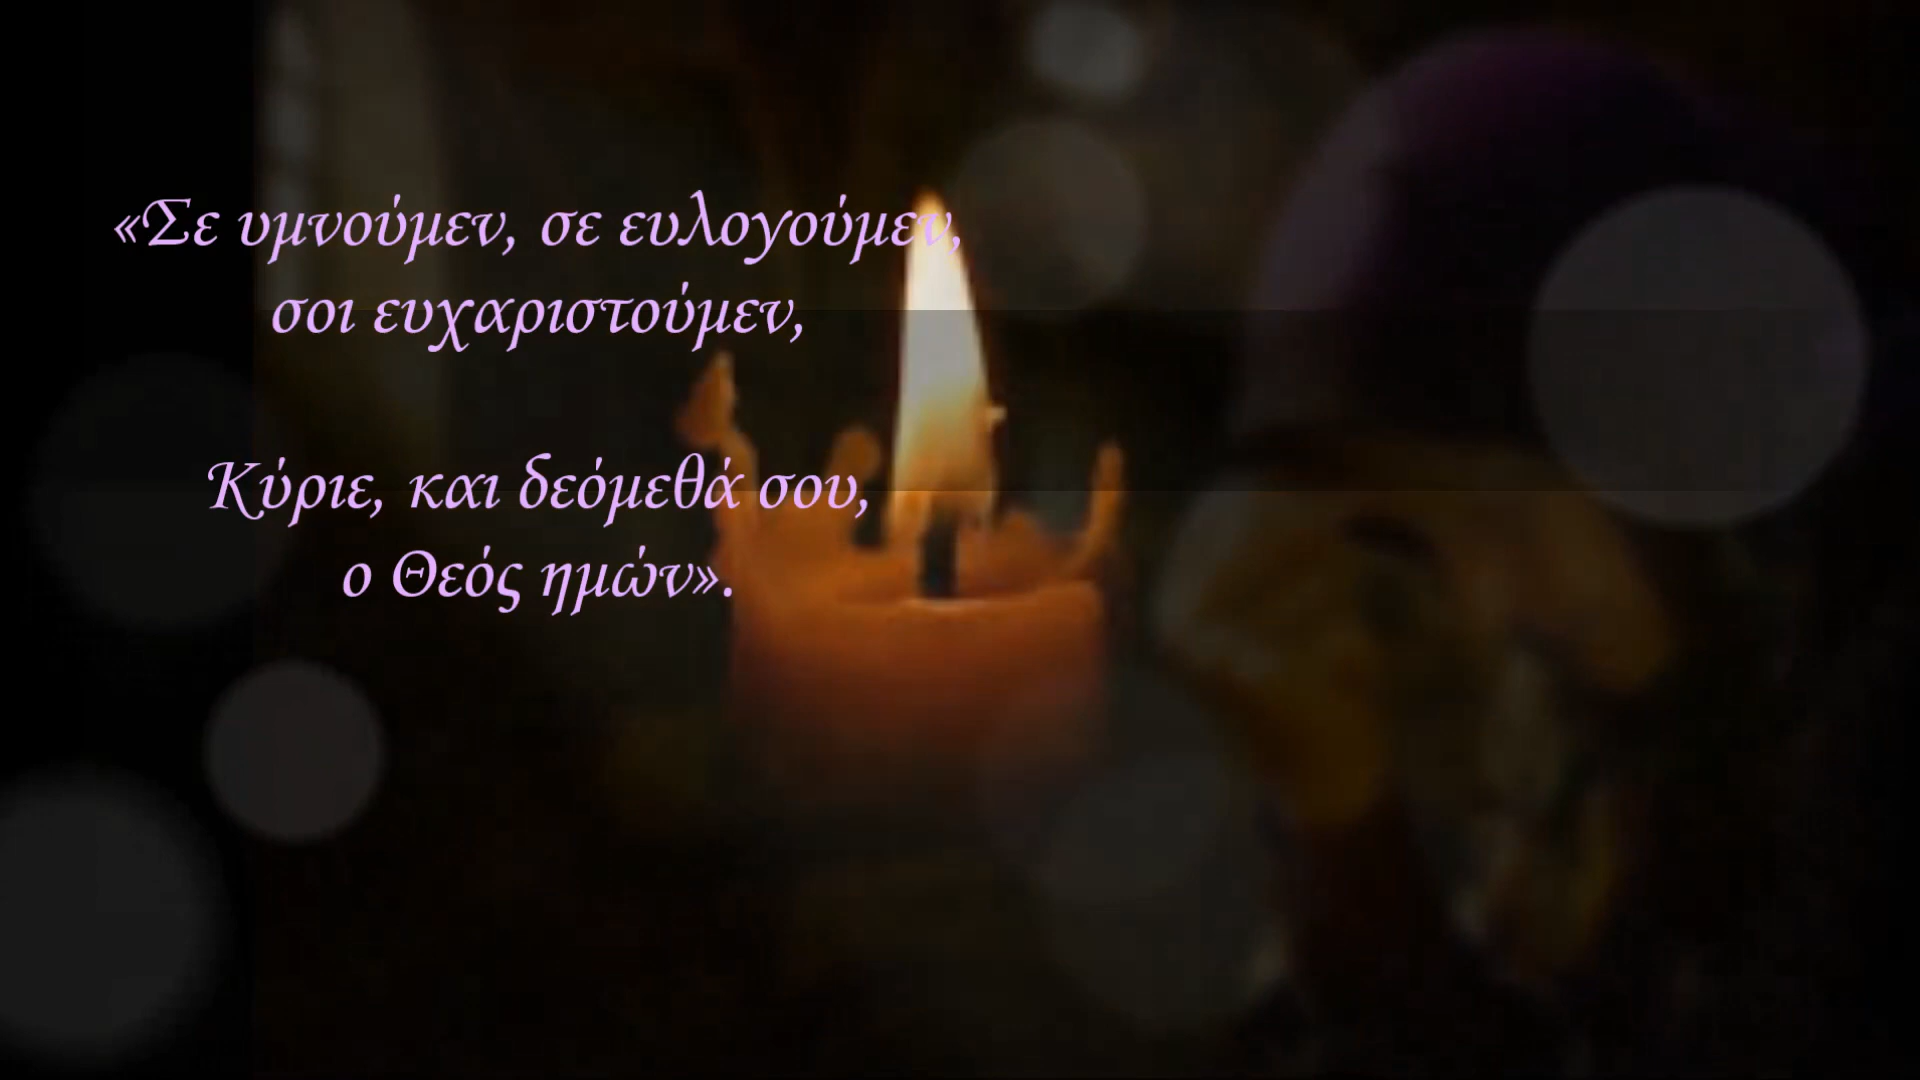 «Σε υμνούμεν, σε ευλογούμεν,
σοι ευχαριστούμεν,
Κύριε, και δεόμεθά σου,
ο Θεός ημών».